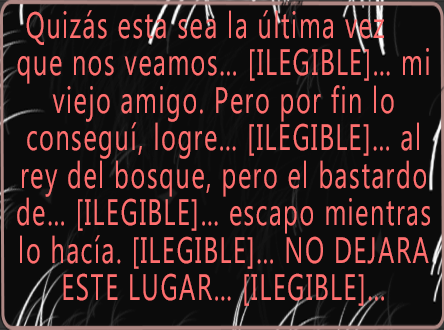 Quizás esta sea la última vez
que nos veamos... [ILEGIBLE]... mi
viejo amigo. Pero por fin lo
conseguí, logre... [ILEGIBLE]... al
rey del bosque, pero el bastardo
de... [ILEGIBLE]... escapo mientras
lo hacía. [ILEGIBLE]... NO DEJARA
ESTE LUGAR... [ILEGIBLE]...